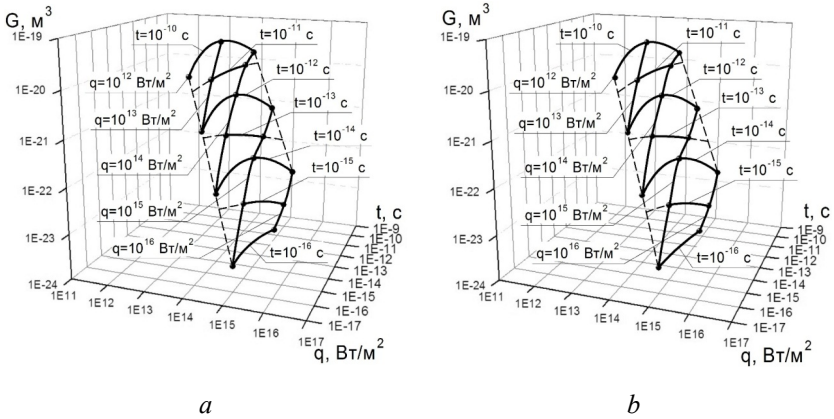 G, м³
1E-19
1E-20
1E-21
1E-22
1E-23
1E-24
t=10⁻¹⁰ с
t=10⁻¹¹ с
t=10⁻¹² с
t=10⁻¹³ с
t=10⁻¹⁴ с
t=10⁻¹⁵ с
t=10⁻¹⁶ с
q=10¹² Вт/м²
q=10¹³ Вт/м²
q=10¹⁴ Вт/м²
q=10¹⁵ Вт/м²
q=10¹⁶ Вт/м²
t, с
1E-9
1E-10
1E-11
1E-12
1E-13
1E-14
1E-15
1E-16
1E-17
1E11
1E12
1E13
1E14
1E15
1E16
1E17
q, Вт/м²
a
G, м³
1E-19
1E-20
1E-21
1E-22
1E-23
1E-24
t=10⁻¹⁰ с
t=10⁻¹¹ с
t=10⁻¹² с
t=10⁻¹³ с
t=10⁻¹⁴ с
t=10⁻¹⁵ с
t=10⁻¹⁶ с
q=10¹² Вт/м²
q=10¹³ Вт/м²
q=10¹⁴ Вт/м²
q=10¹⁵ Вт/м²
q=10¹⁶ Вт/м²
t, с
1E-9
1E-10
1E-11
1E-12
1E-13
1E-14
1E-15
1E-16
1E-17
1E11
1E12
1E13
1E14
1E15
1E16
1E17
q, Вт/м²
b